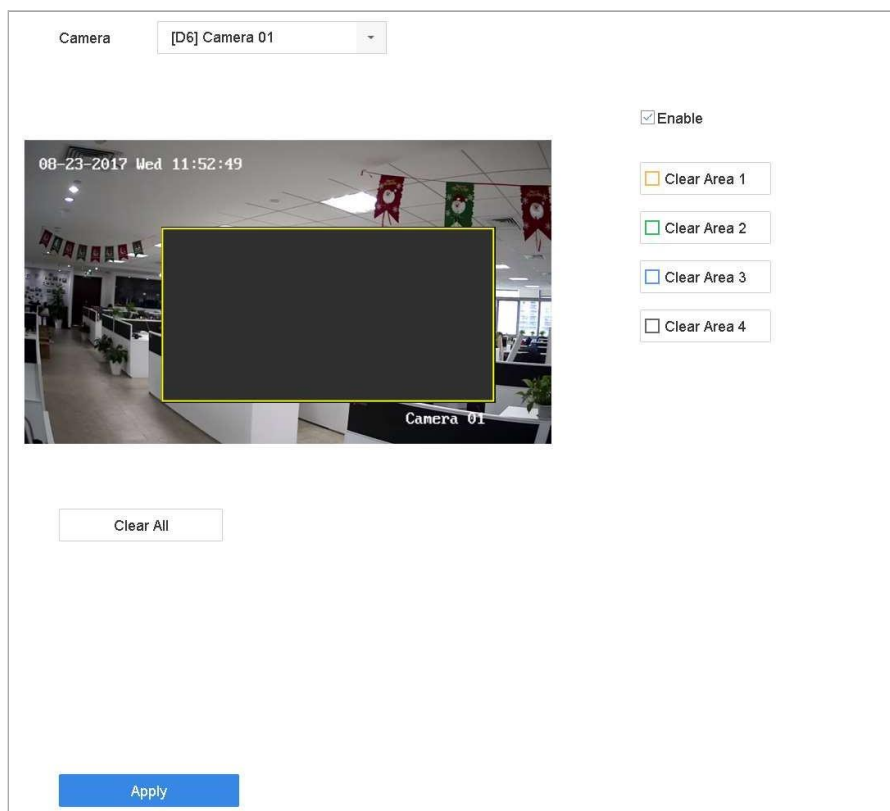 Camera
[D6] Camera 01
Enable
08-23-2017 Wed 11:52:49
Clear Area 1
Clear Area 2
Clear Area 3
Clear Area 4
Camera 01
Clear All
Apply